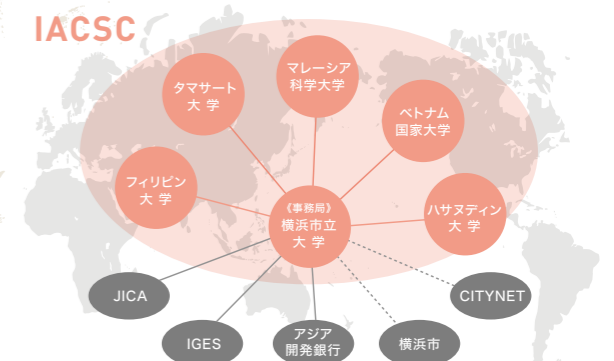 IACSC
マレーシア
科学大学
タマサート
大 学
ベトナム
国家大学
フィリピン
大 学
ハサヌディン
大 学
《事務局》
横浜市立
大 学
JICA
CITYNET
IGES
アジア
開発銀行
横浜市